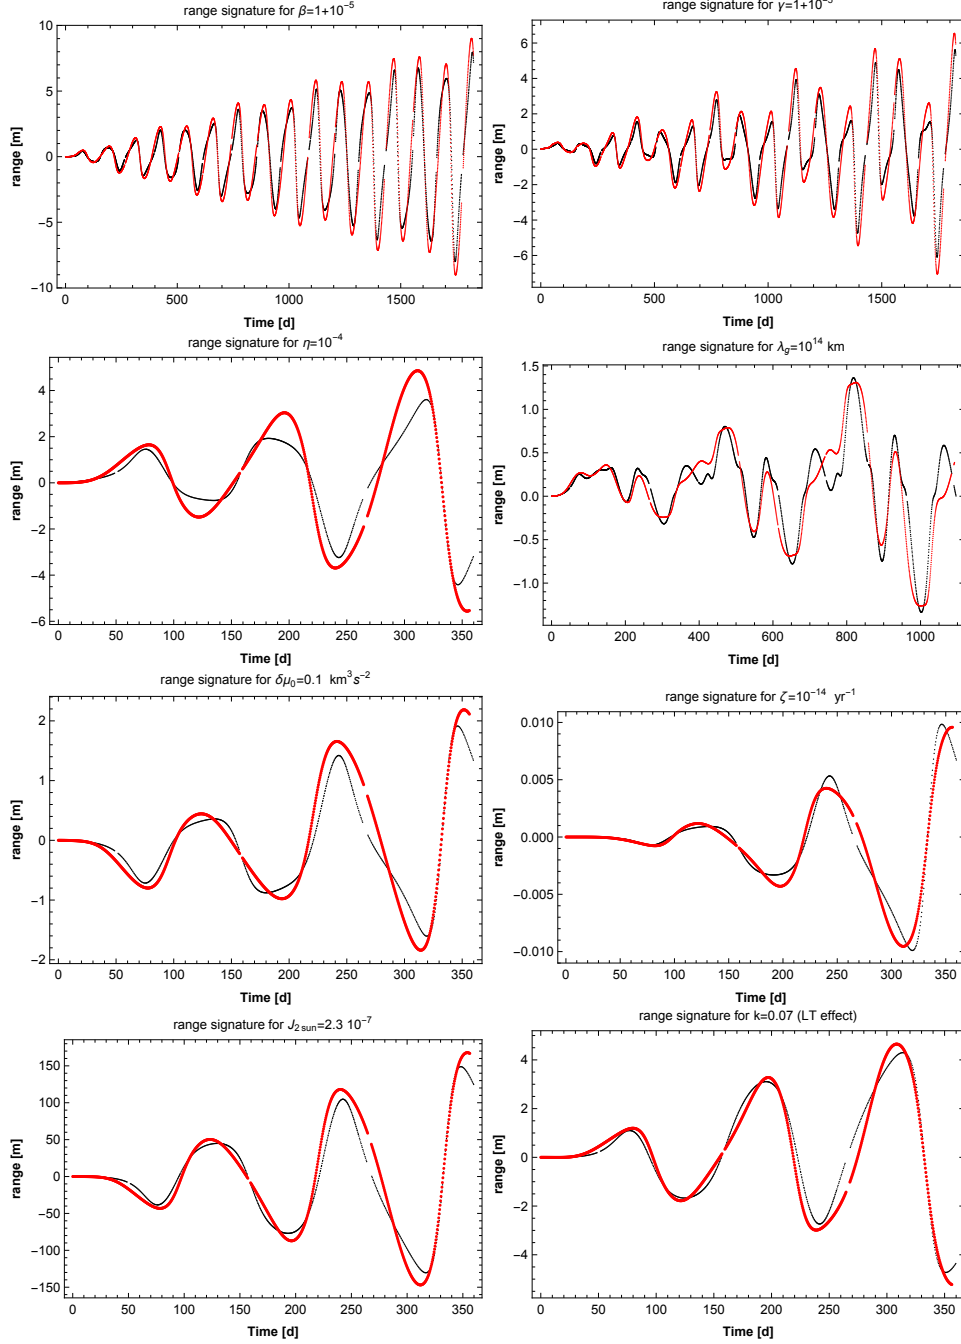 range signature for β=1+10⁻⁵
range [m]
10
5
0
−5
−10
0 500 1000 1500
Time [d]
range signature for γ=1+10⁻⁵
range [m]
6
4
2
0
−2
−4
−6
0 500 1000 1500
Time [d]
range signature for η=10⁻⁴
range [m]
4
2
0
−2
−4
−6
0 50 100 150 200 250 300 350
Time [d]
range signature for λg=10¹⁴ km
range [m]
1.5
1.0
0.5
0.0
−0.5
−1.0
0 200 400 600 800 1000
Time [d]
range signature for δμ₀=0.1 km³s⁻²
range [m]
2
1
0
−1
−2
0 50 100 150 200 250 300 350
Time [d]
range signature for ζ=10⁻¹⁴ yr⁻¹
range [m]
0.010
0.005
0.000
−0.005
−0.010
0 50 100 150 200 250 300 350
Time [d]
range signature for J₂ sun=2.3 10⁻⁷
range [m]
150
100
50
0
−50
−100
−150
0 50 100 150 200 250 300 350
Time [d]
range signature for k=0.07 (LT effect)
range [m]
4
2
0
−2
−4
0 50 100 150 200 250 300 350
Time [d]